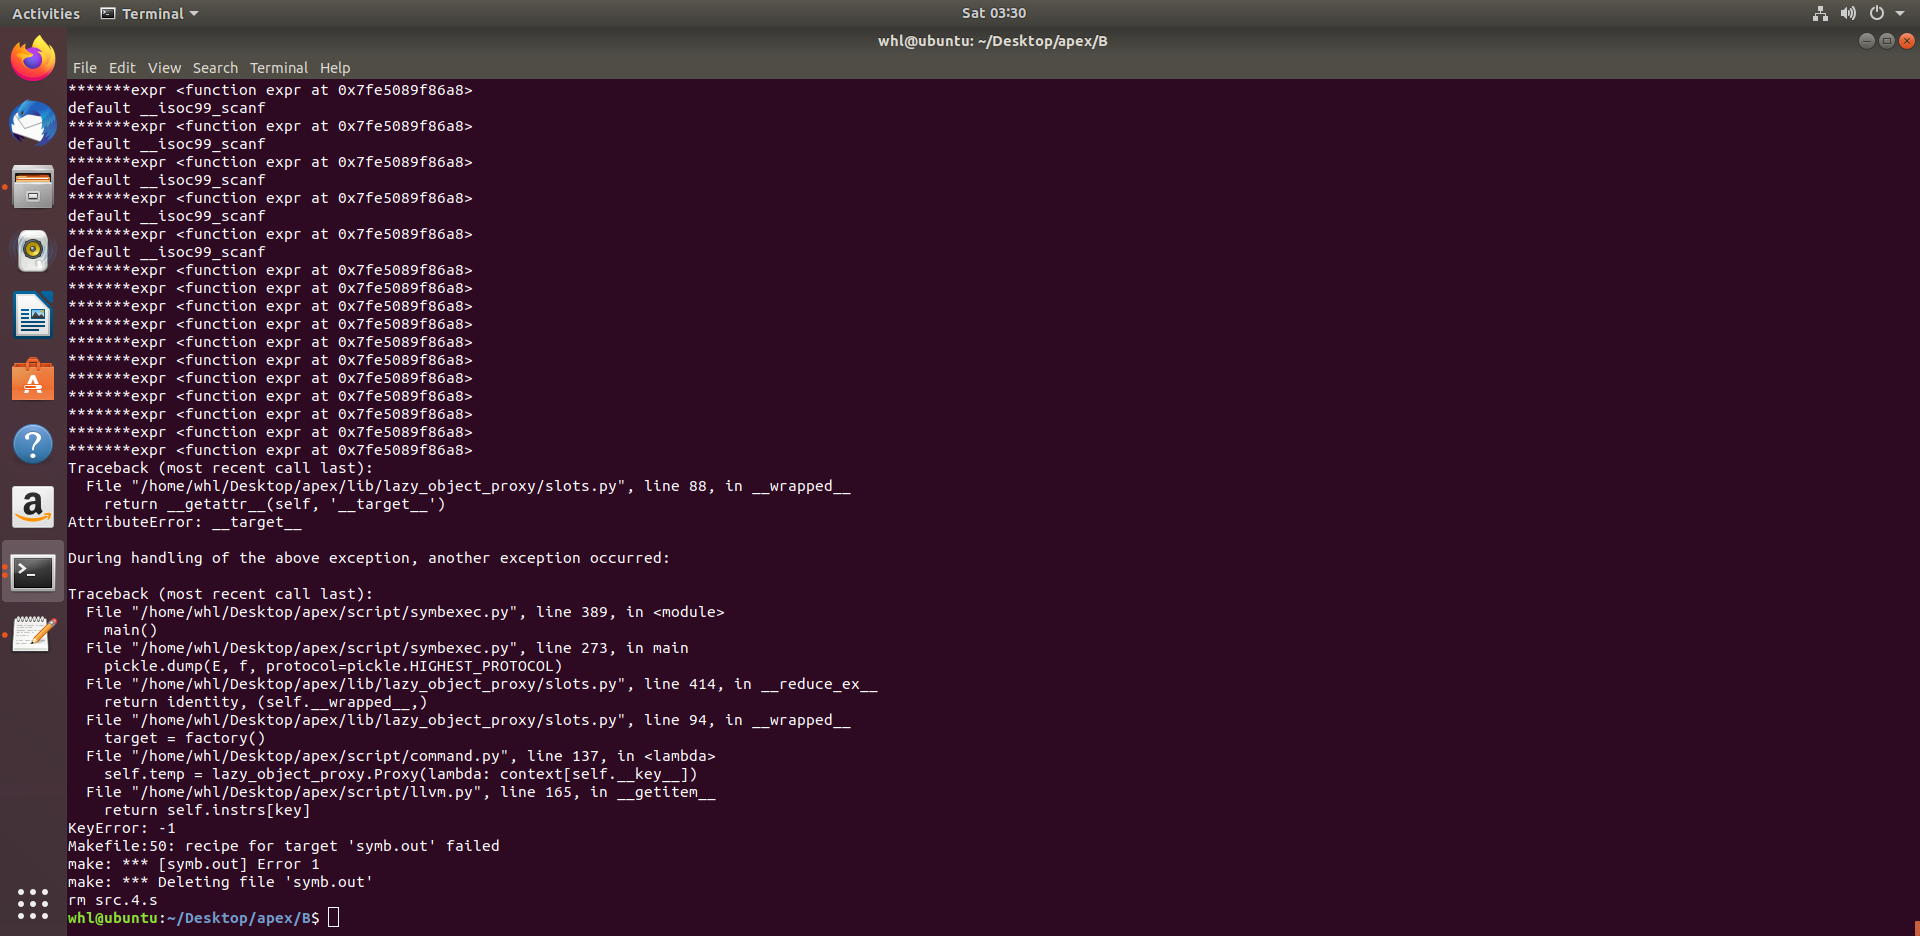 Activities
Terminal
Sat 03:30
whl@ubuntu: ~/Desktop/apex/B
File Edit View Search Terminal Help
*******expr <function expr at 0x7fe5089f86a8>
default __isoc99_scanf
*******expr <function expr at 0x7fe5089f86a8>
default __isoc99_scanf
*******expr <function expr at 0x7fe5089f86a8>
default __isoc99_scanf
*******expr <function expr at 0x7fe5089f86a8>
default __isoc99_scanf
*******expr <function expr at 0x7fe5089f86a8>
default __isoc99_scanf
*******expr <function expr at 0x7fe5089f86a8>
*******expr <function expr at 0x7fe5089f86a8>
*******expr <function expr at 0x7fe5089f86a8>
*******expr <function expr at 0x7fe5089f86a8>
*******expr <function expr at 0x7fe5089f86a8>
*******expr <function expr at 0x7fe5089f86a8>
*******expr <function expr at 0x7fe5089f86a8>
*******expr <function expr at 0x7fe5089f86a8>
*******expr <function expr at 0x7fe5089f86a8>
*******expr <function expr at 0x7fe5089f86a8>
*******expr <function expr at 0x7fe5089f86a8>
Traceback (most recent call last):
  File "/home/whl/Desktop/apex/lib/lazy_object_proxy/slots.py", line 88, in __wrapped__
    return __getattr__(self, '__target__')
AttributeError: __target__

During handling of the above exception, another exception occurred:

Traceback (most recent call last):
  File "/home/whl/Desktop/apex/script/symbexec.py", line 389, in <module>
    main()
  File "/home/whl/Desktop/apex/script/symbexec.py", line 273, in main
    pickle.dump(E, f, protocol=pickle.HIGHEST_PROTOCOL)
  File "/home/whl/Desktop/apex/lib/lazy_object_proxy/slots.py", line 414, in __reduce_ex__
    return identity, (self.__wrapped__,)
  File "/home/whl/Desktop/apex/lib/lazy_object_proxy/slots.py", line 94, in __wrapped__
    target = factory()
  File "/home/whl/Desktop/apex/script/command.py", line 137, in <lambda>
    self.temp = lazy_object_proxy.Proxy(lambda: context[self.__key__])
  File "/home/whl/Desktop/apex/script/llvm.py", line 165, in __getitem__
    return self.instrs[key]
KeyError: -1
Makefile:50: recipe for target 'symb.out' failed
make: *** [symb.out] Error 1
make: *** Deleting file 'symb.out'
rm src.4.s
whl@ubuntu:~/Desktop/apex/B$